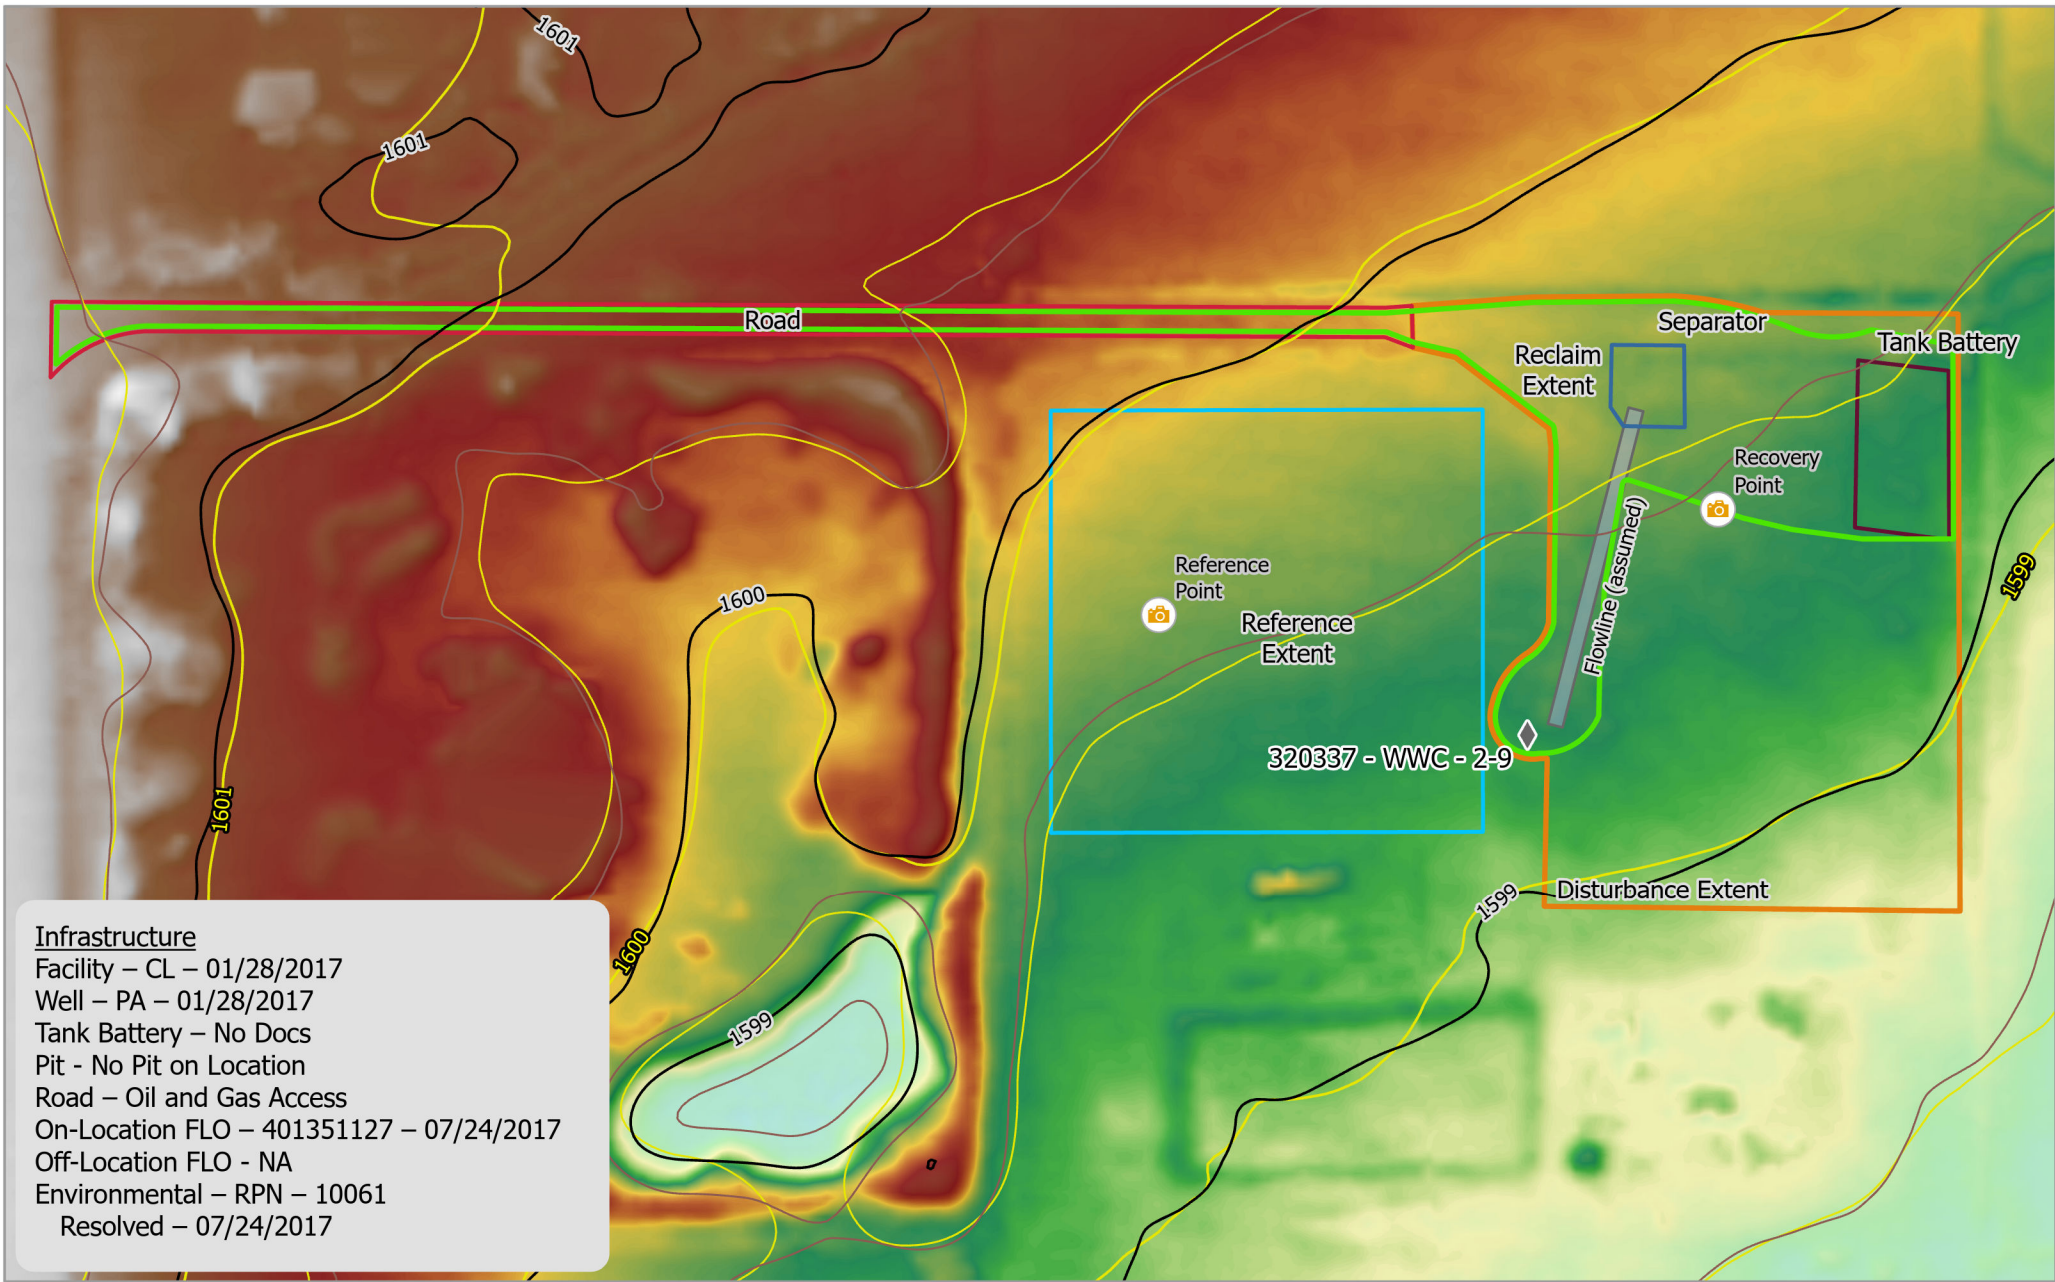 1601
1601
Road
Separator
Tank Battery
Reclaim
Extent
Recovery
Point
Flowline (assumed)
1599
Reference
Point
1600
Reference
Extent
320337 - WWC - 2-9
1601
Disturbance Extent
1599
1600
1599
Infrastructure
Facility – CL – 01/28/2017
Well – PA – 01/28/2017
Tank Battery – No Docs
Pit - No Pit on Location
Road – Oil and Gas Access
On-Location FLO – 401351127 – 07/24/2017
Off-Location FLO - NA
Environmental – RPN – 10061
Resolved – 07/24/2017